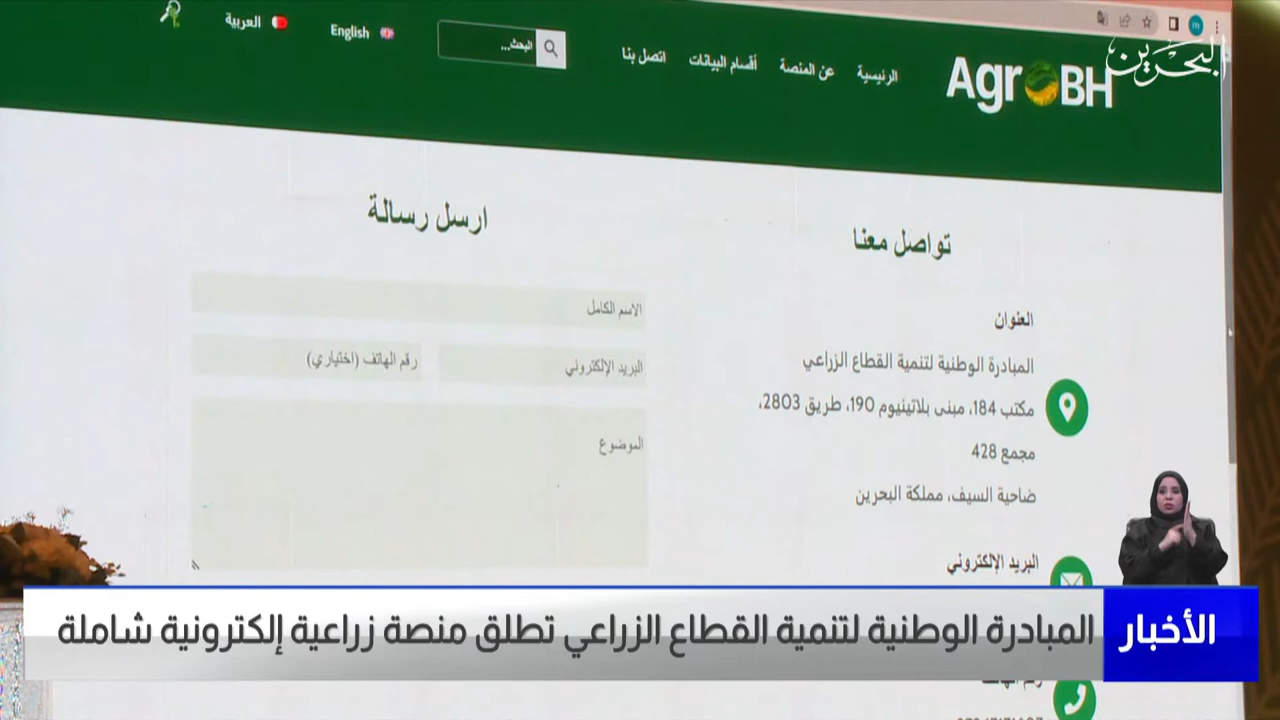 البحرين
AgroBH
الرئيسية
عن المنصة
أقسام البيانات
اتصل بنا
البحث...
English
العربية
تواصل معنا
العنوان
المبادرة الوطنية لتنمية القطاع الزراعي
مكتب 184، مبنى بلاتينيوم 190، طريق 2803،
مجمع 428
ضاحية السيف، مملكة البحرين
البريد الإلكتروني
ارسل رسالة
الاسم الكامل
البريد الإلكتروني
رقم الهاتف (اختياري)
الموضوع
الأخبار
المبادرة الوطنية لتنمية القطاع الزراعي تطلق منصة زراعية إلكترونية شاملة